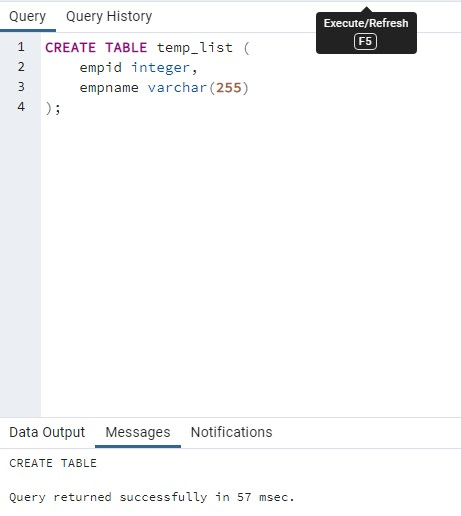 Query Query History
Execute/Refresh
F5
1 CREATE TABLE temp_list (
2 empid integer,
3 empname varchar(255)
4 );
Data Output Messages Notifications
CREATE TABLE
Query returned successfully in 57 msec.